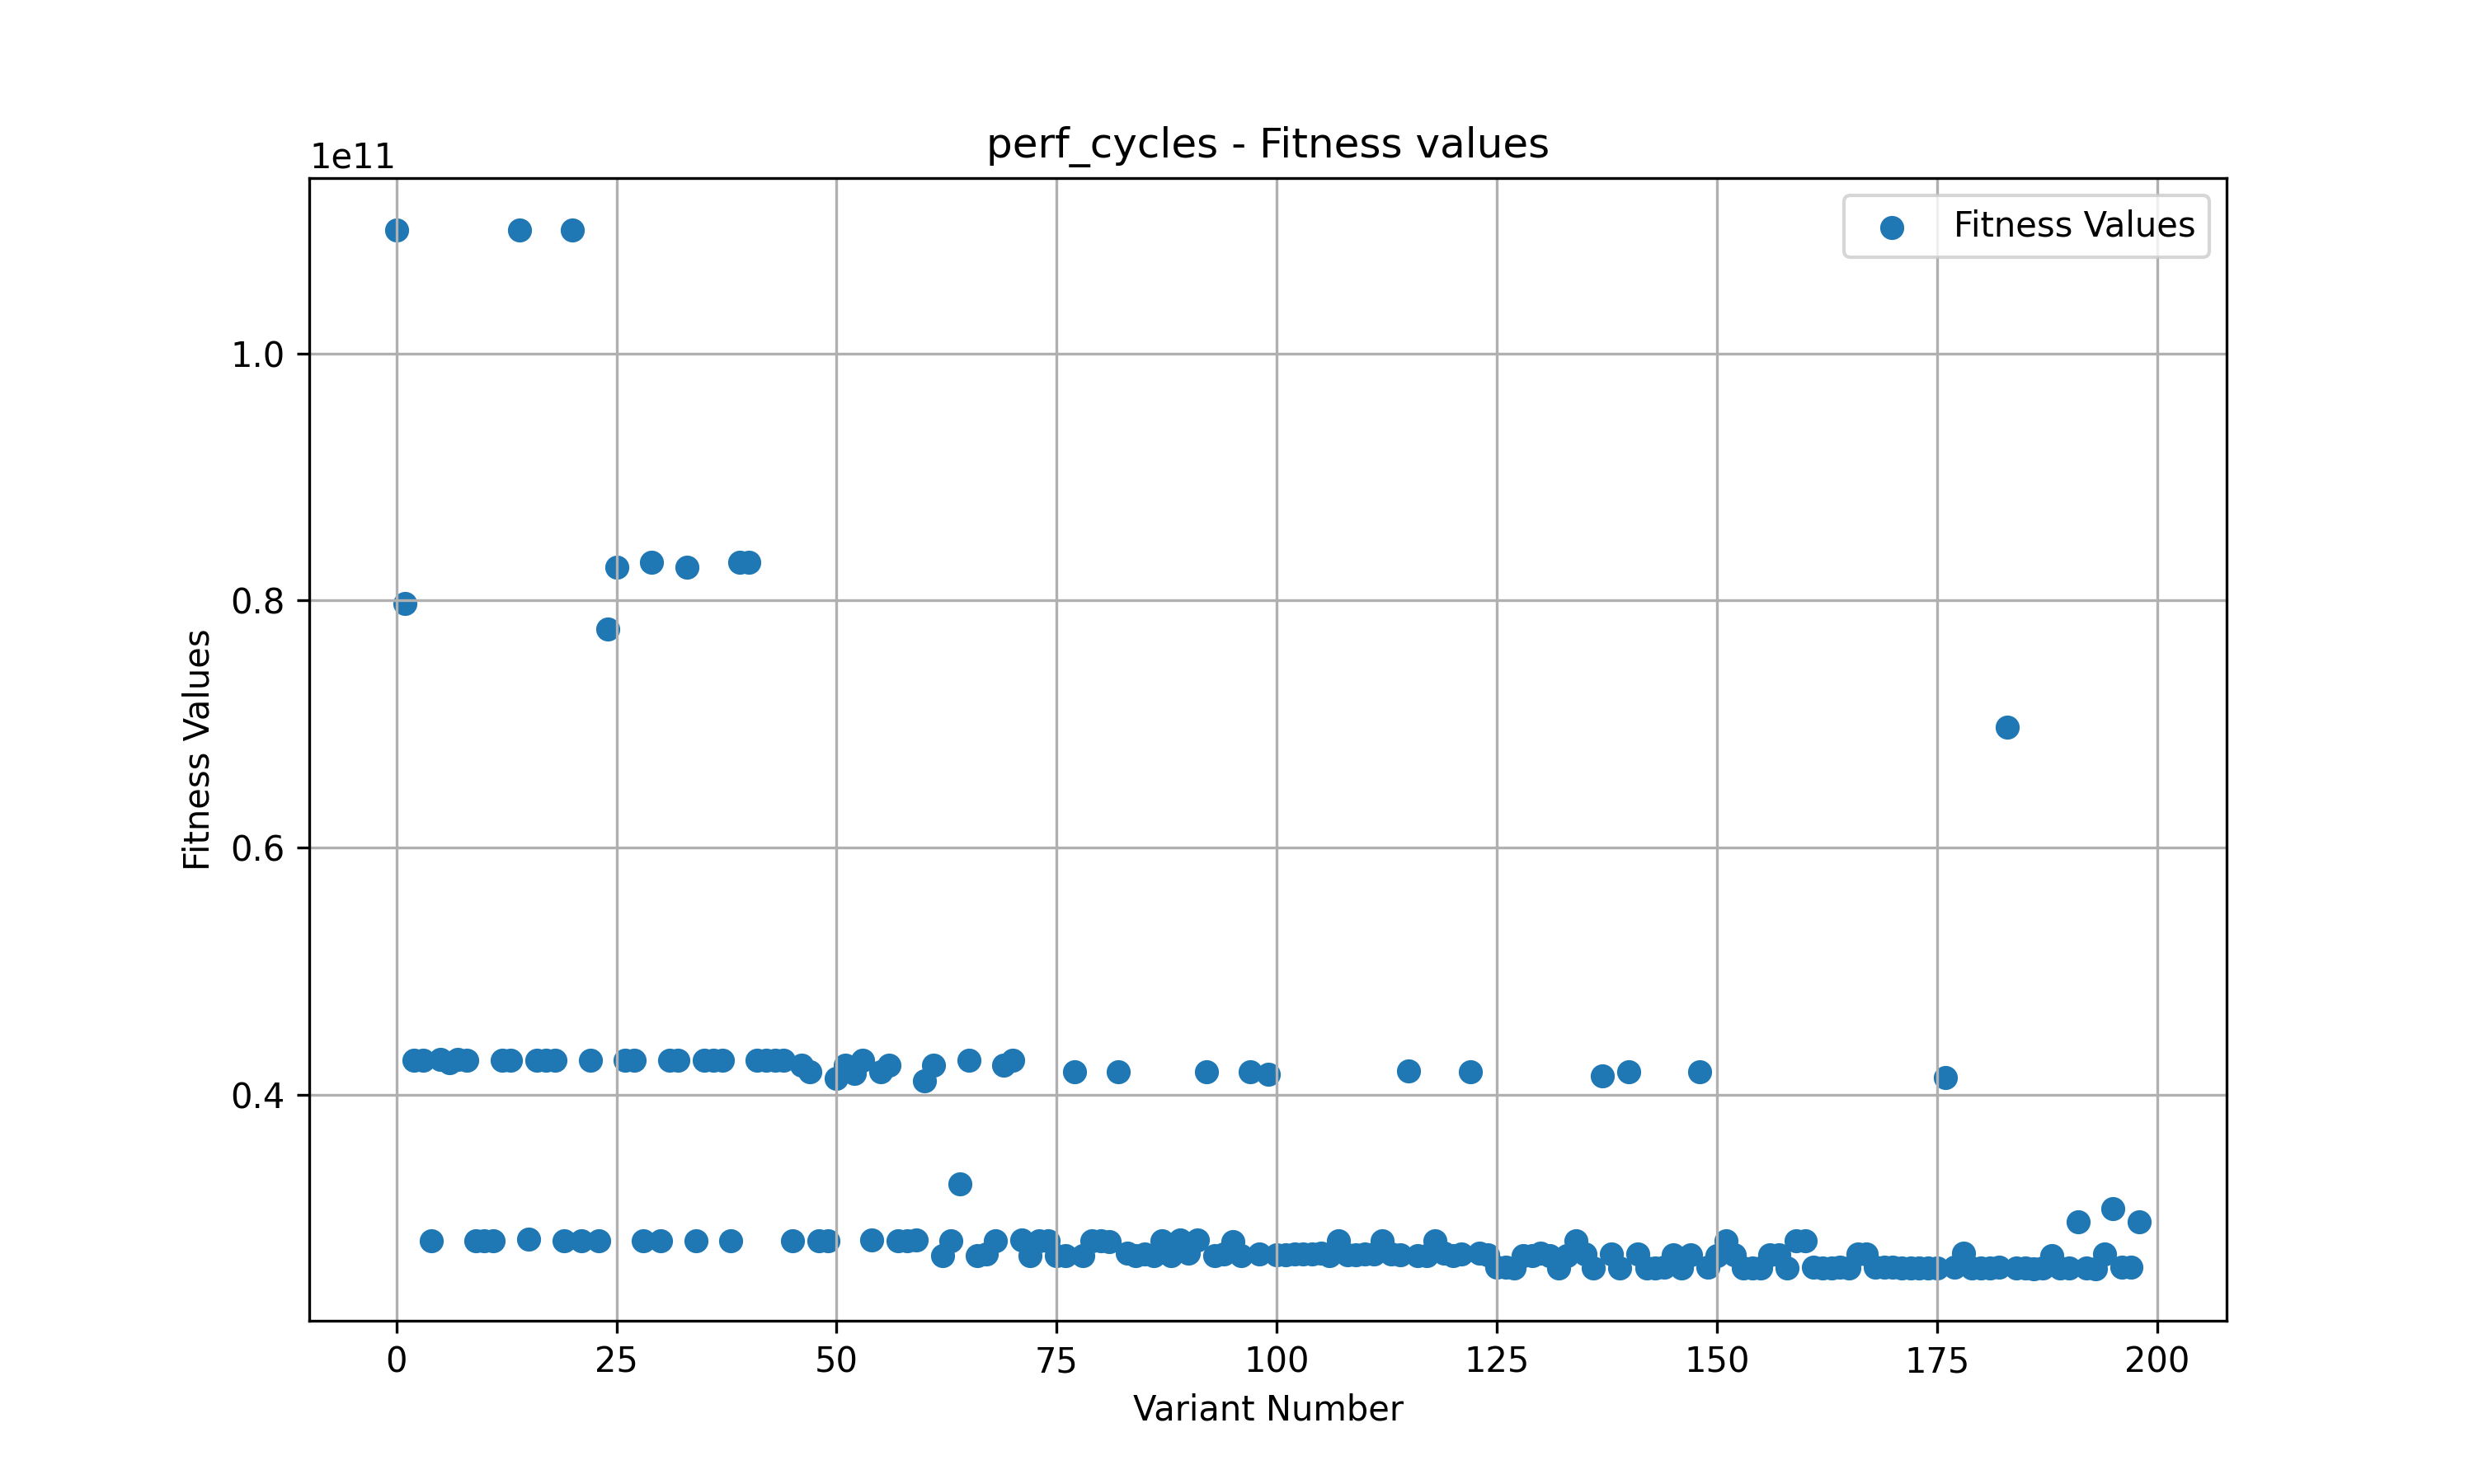 perf_cycles - Fitness values
1e11
Fitness Values
1.0
0.8
0.6
0.4
Fitness Values
0 25 50 75 100 125 150 175 200
Variant Number